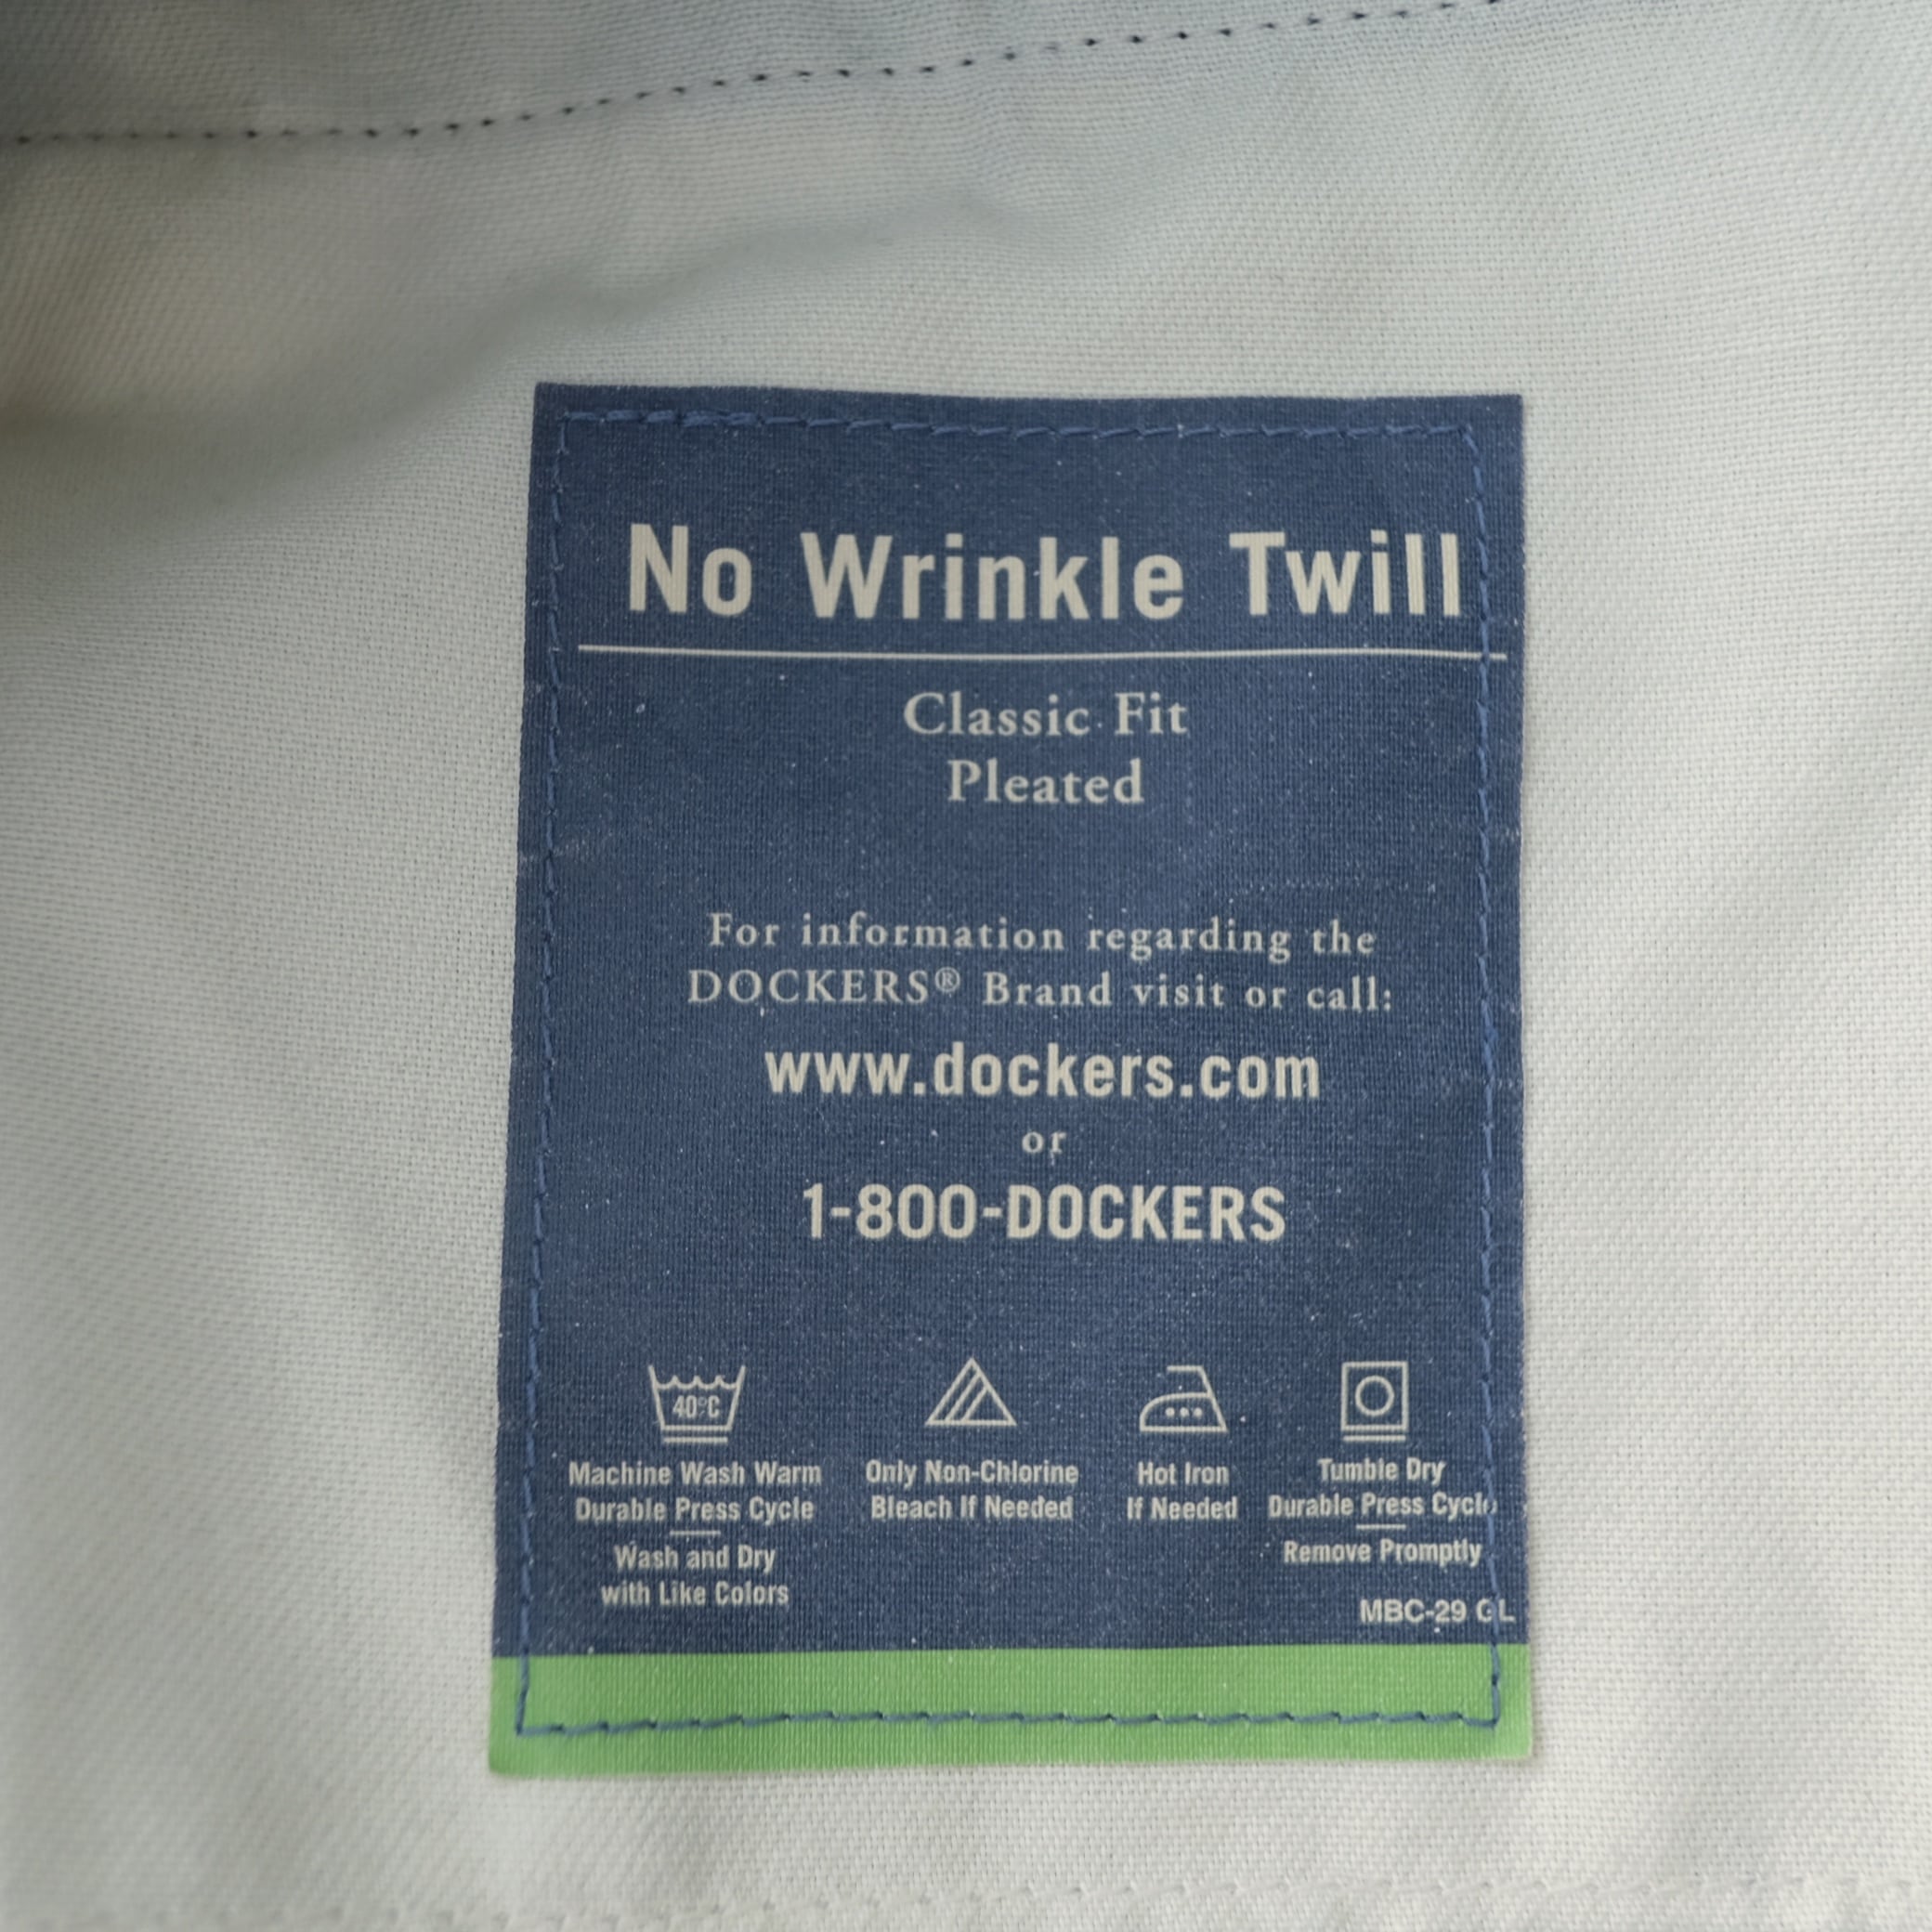 No Wrinkle Twill
Classic Fit
Pleated
For information regarding the
DOCKERS® Brand visit or call:
www.dockers.com
or
1-800-DOCKERS
40°C
Machine Wash Warm
Durable Press Cycle
Wash and Dry
with Like Colors
Only Non-Chlorine
Bleach If Needed
Hot Iron
If Needed
Tumble Dry
Durable Press Cycle
Remove Promptly
MBC-29 GL